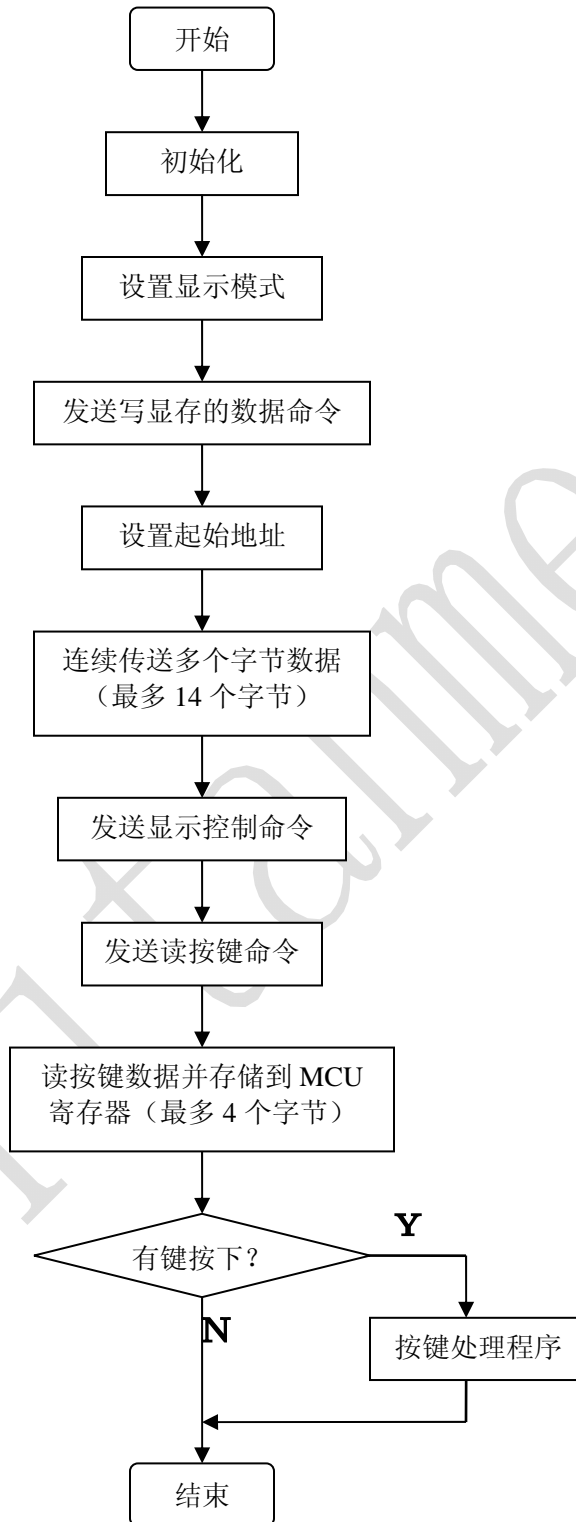 开始
初始化
设置显示模式
发送写显存的数据命令
设置起始地址
连续传送多个字节数据
（最多 14 个字节）
发送显示控制命令
发送读按键命令
读按键数据并存储到 MCU
寄存器（最多 4 个字节）
有键按下？
Y
N
按键处理程序
结束